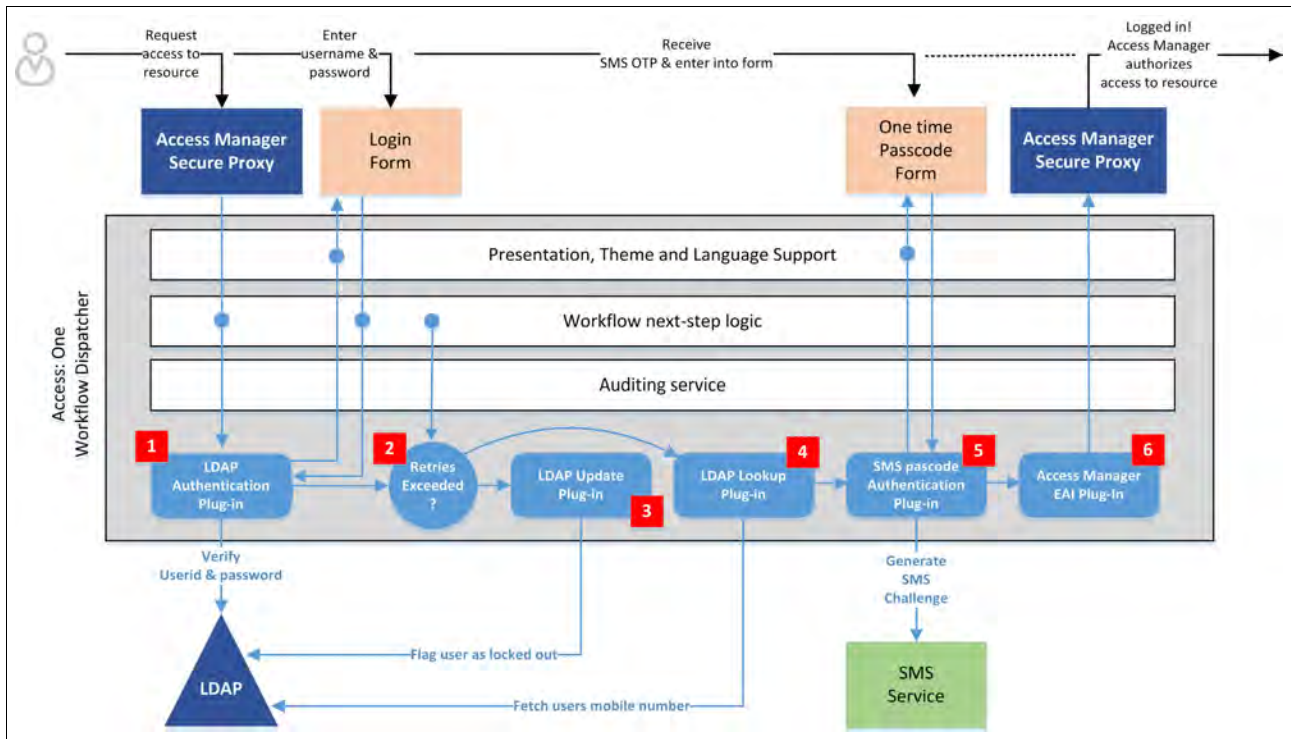 Request
access to
resource
Enter
username &
password
Receive
SMS OTP & enter into form
Logged in!
Access Manager
authorizes
access to resource
Access Manager
Secure Proxy
Login
Form
One time
Passcode
Form
Access Manager
Secure Proxy
Access: One
Workflow Dispatcher
Presentation, Theme and Language Support
Workflow next-step logic
Auditing service
1
LDAP
Authentication
Plug-in
2
Retries
Exceeded
?
LDAP Update
Plug-in
3
LDAP Lookup
Plug-in
4
SMS pascode
Authentication
Plug-in
5
Access Manager
EAI Plug-In
6
Verify
Userid & password
Generate
SMS
Challenge
Flag user as locked out
LDAP
Fetch users mobile number
SMS
Service